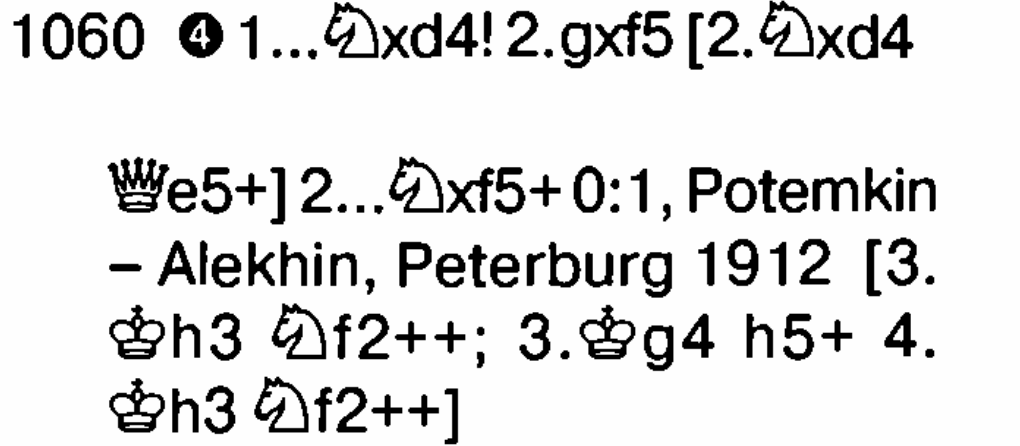 1060 ❹ 1...♘xd4! 2.gxf5 [2.♘xd4
♕e5+] 2...♘xf5+ 0:1, Potemkin
– Alekhin, Peterburg 1912 [3.
♔h3 ♘f2++; 3.♔g4 h5+ 4.
♔h3 ♘f2++]